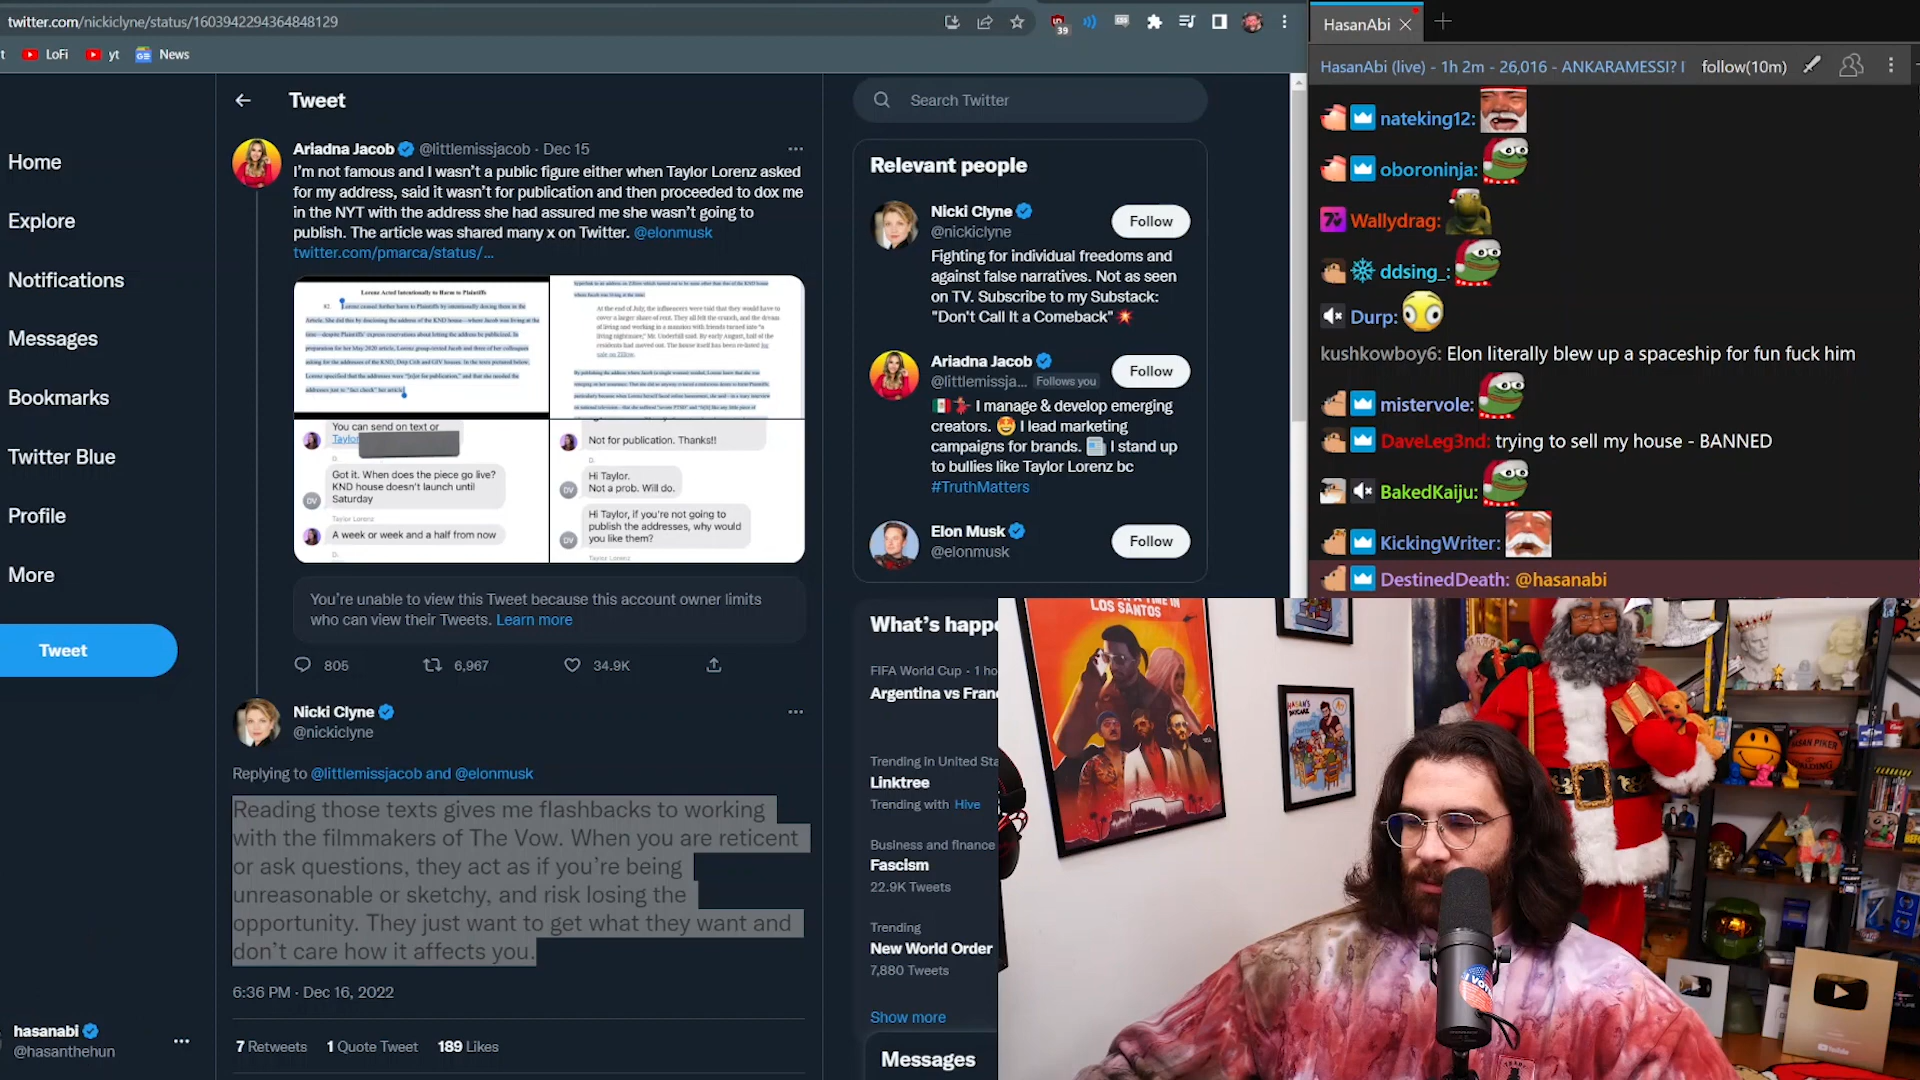 twitter.com/nickiclyne/status/1603942294364848129
39
LoFi
yt
News
Home
Explore
Notifications
Messages
Bookmarks
Twitter Blue
Profile
More
Tweet
hasanabi
@hasanthehun
Tweet
Ariadna Jacob @littlemissjacob · Dec 15
I'm not famous and I wasn't a public figure either when Taylor Lorenz asked
for my address, said it wasn't for publication and then proceeded to dox me
in the NYT with the address she had assured me she wasn't going to
publish. The article was shared many x on Twitter. @elonmusk
twitter.com/pmarca/status/...
Lorenz Acted Intentionally to Harm to Plaintiffs
You can send on text or
Taylor
Got it. When does the piece go live?
KND house doesn't launch until
Saturday
Taylor Lorenz
A week or week and a half from now
D.
Not for publication. Thanks!!
D.
Hi Taylor.
Not a prob. Will do.
DV
Hi Taylor, if you're not going to
publish the addresses, why would
you like them?
Taylor Lorenz
You're unable to view this Tweet because this account owner limits
who can view their Tweets. Learn more
805
6,967
34.9K
Nicki Clyne
@nickiclyne
Replying to @littlemissjacob and @elonmusk
Reading those texts gives me flashbacks to working
with the filmmakers of The Vow. When you are reticent
or ask questions, they act as if you're being
unreasonable or sketchy, and risk losing the
opportunity. They just want to get what they want and
don't care how it affects you.
6:36 PM · Dec 16, 2022
7 Retweets 1 Quote Tweet 189 Likes
Search Twitter
Relevant people
Nicki Clyne
@nickiclyne
Follow
Fighting for individual freedoms and
against false narratives. Not as seen
on TV. Subscribe to my Substack:
"Don't Call It a Comeback"
Ariadna Jacob
@littlemissja... Follows you
Follow
I manage & develop emerging
creators. I lead marketing
campaigns for brands. I stand up
to bullies like Taylor Lorenz bc
#TruthMatters
Elon Musk
@elonmusk
Follow
What's happe
FIFA World Cup · 1 ho
Argentina vs Franc
Trending in United Sta
Linktree
Trending with Hive
Business and finance
Fascism
22.9K Tweets
Trending
New World Order
7,880 Tweets
Show more
Messages
HasanAbi
HasanAbi (live) - 1h 2m - 26,016 - ANKARAMESSI? I
follow(10m)
nateking12:
oboroninja:
Wallydrag:
ddsing_:
Durp:
kushkowboy6: Elon literally blew up a spaceship for fun fuck him
mistervole:
DaveLeg3nd: trying to sell my house - BANNED
BakedKaiju:
KickingWriter:
DestinedDeath: @hasanabi
LOS SANTOS
HASAN PIKER